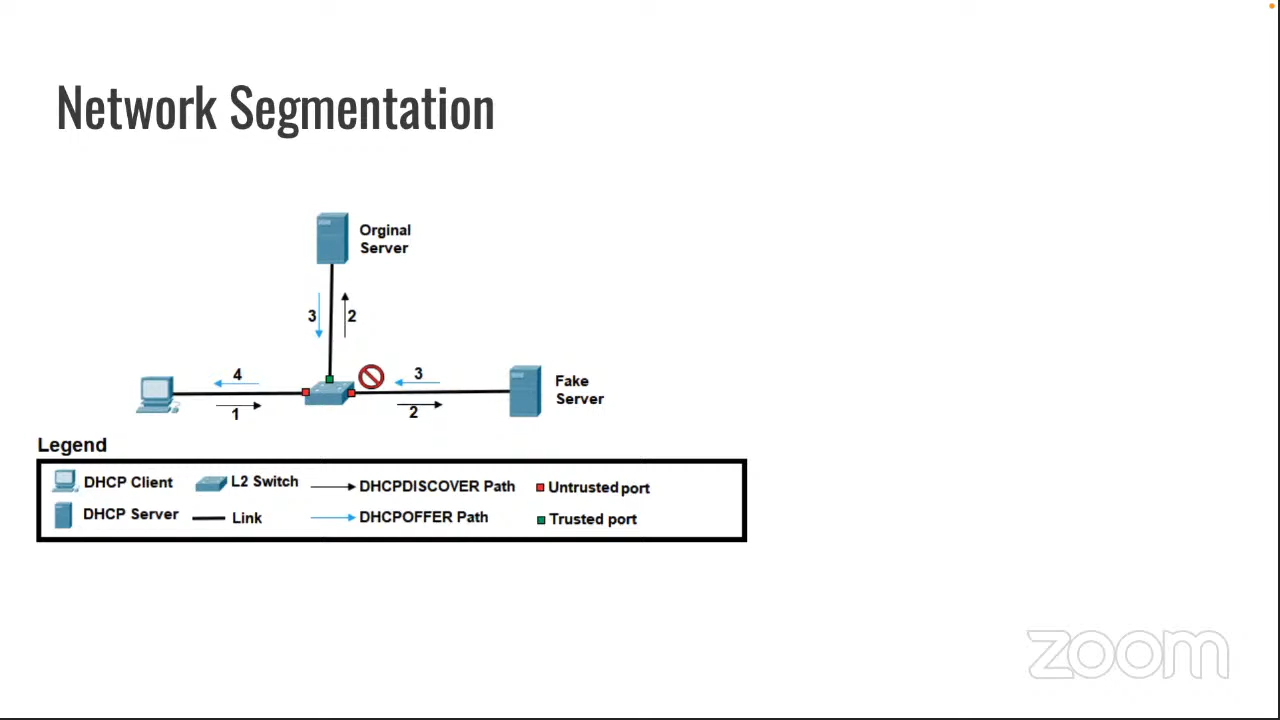 Network Segmentation
Orginal
Server
3
2
4
3
Fake
Server
1
2
Legend
DHCP Client
L2 Switch
DHCPDISCOVER Path
Untrusted port
DHCP Server
Link
DHCPOFFER Path
Trusted port
zoom